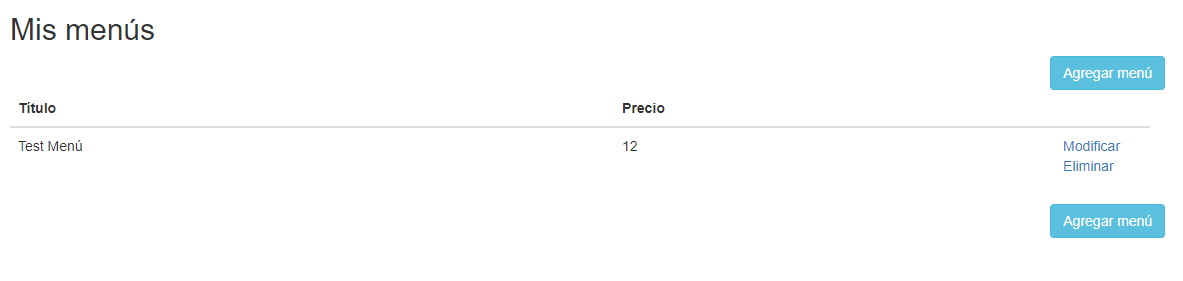 Mis menús
Agregar menú
Título Precio
Test Menú 12 Modificar
Eliminar
Agregar menú